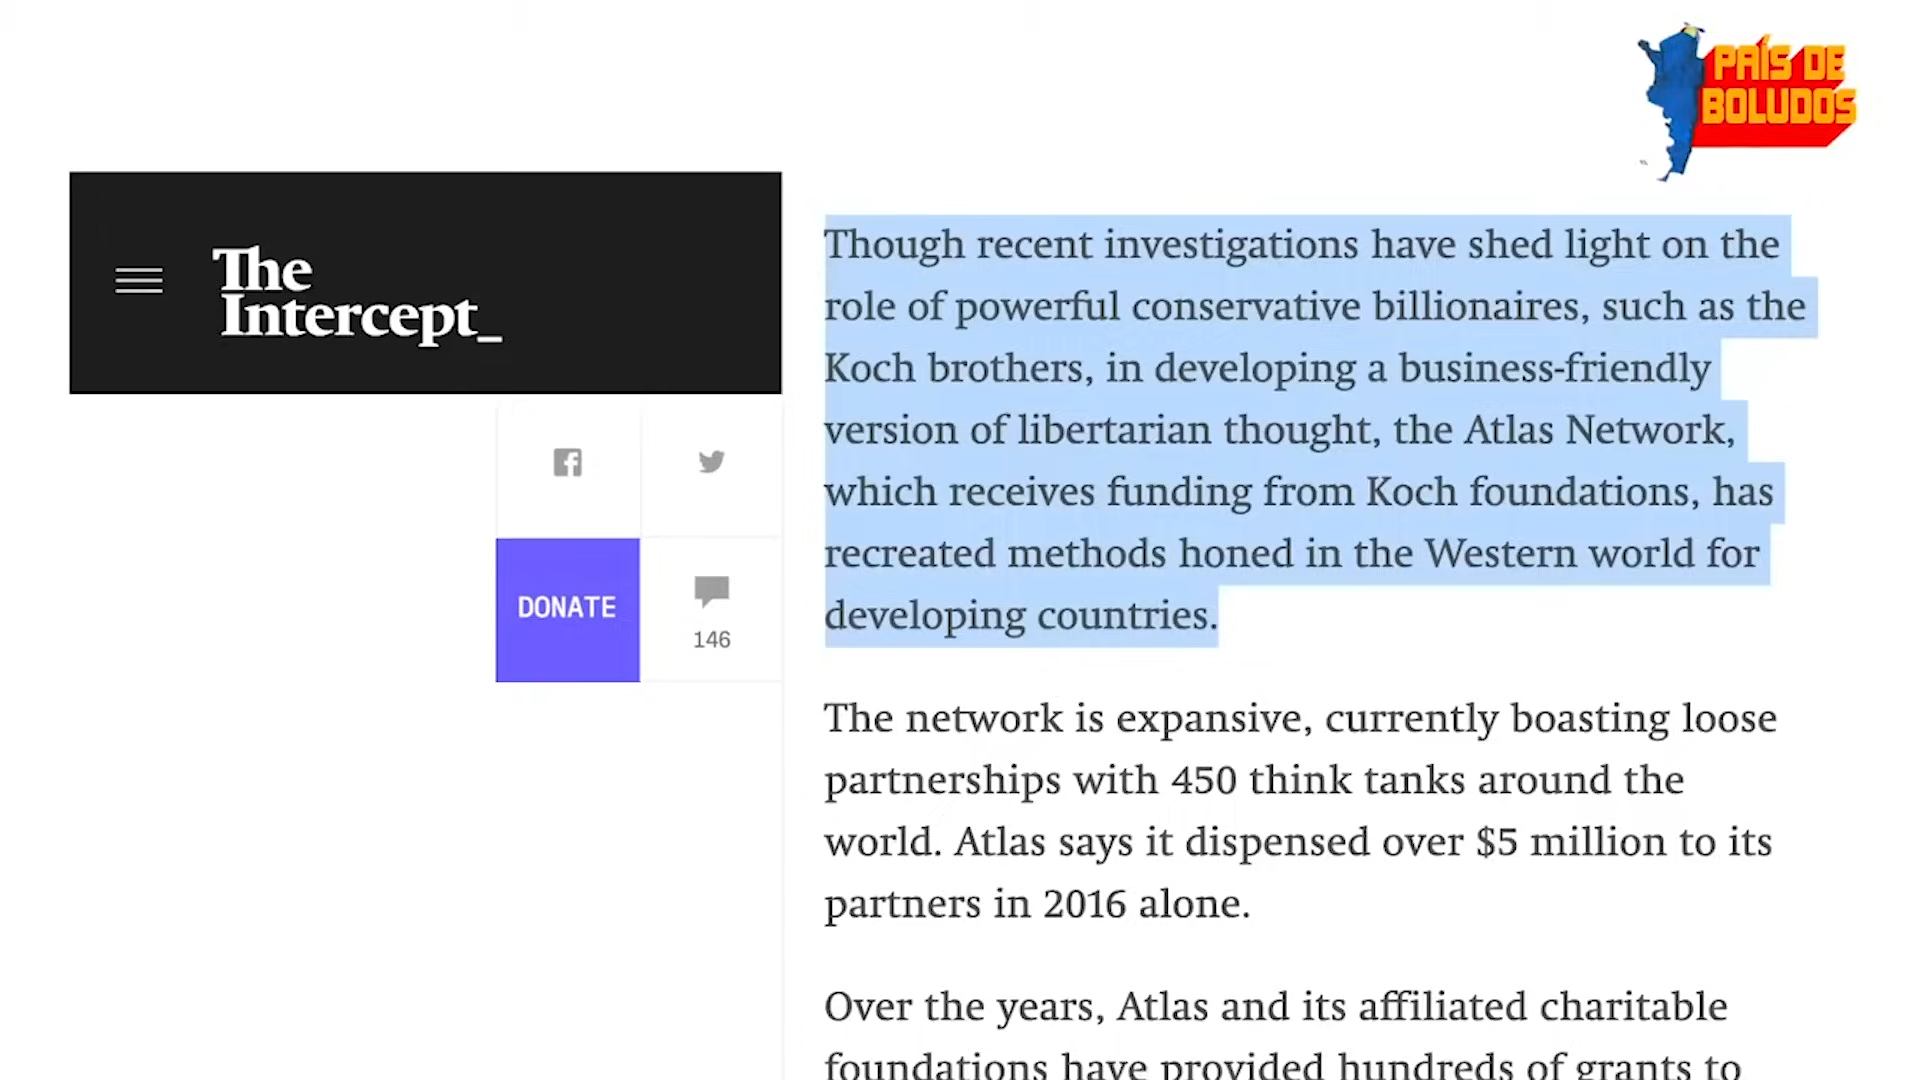 PAÍS DE
BOLUDOS
The
Intercept_
DONATE
146
Though recent investigations have shed light on the
role of powerful conservative billionaires, such as the
Koch brothers, in developing a business-friendly
version of libertarian thought, the Atlas Network,
which receives funding from Koch foundations, has
recreated methods honed in the Western world for
developing countries.
The network is expansive, currently boasting loose
partnerships with 450 think tanks around the
world. Atlas says it dispensed over $5 million to its
partners in 2016 alone.
Over the years, Atlas and its affiliated charitable
foundations have provided hundreds of grants to